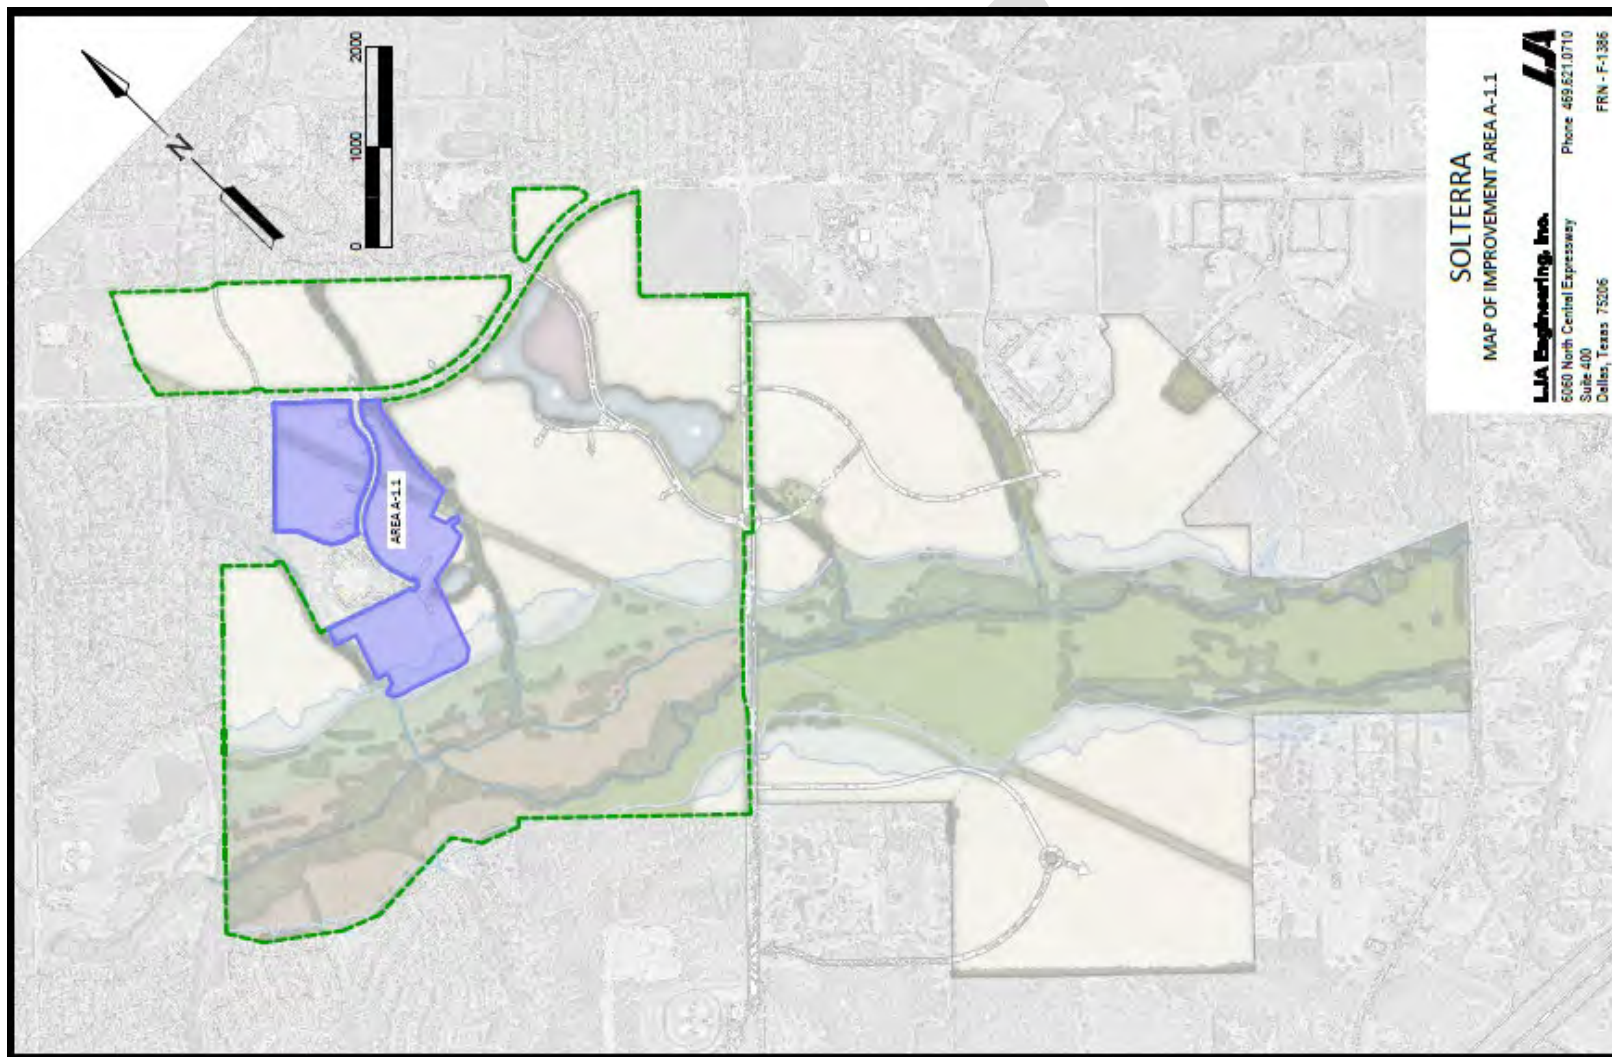 SOLTERRA
MAP OF IMPROVEMENT AREA A-1.1
LJA Engineering, Inc.
LJA
6060 North Central Expressway
Phone 469.621.0710
Suite 400
Dallas, Texas 75206
FRN - F-1386
N
0 1000 2000
AREA A-1.1